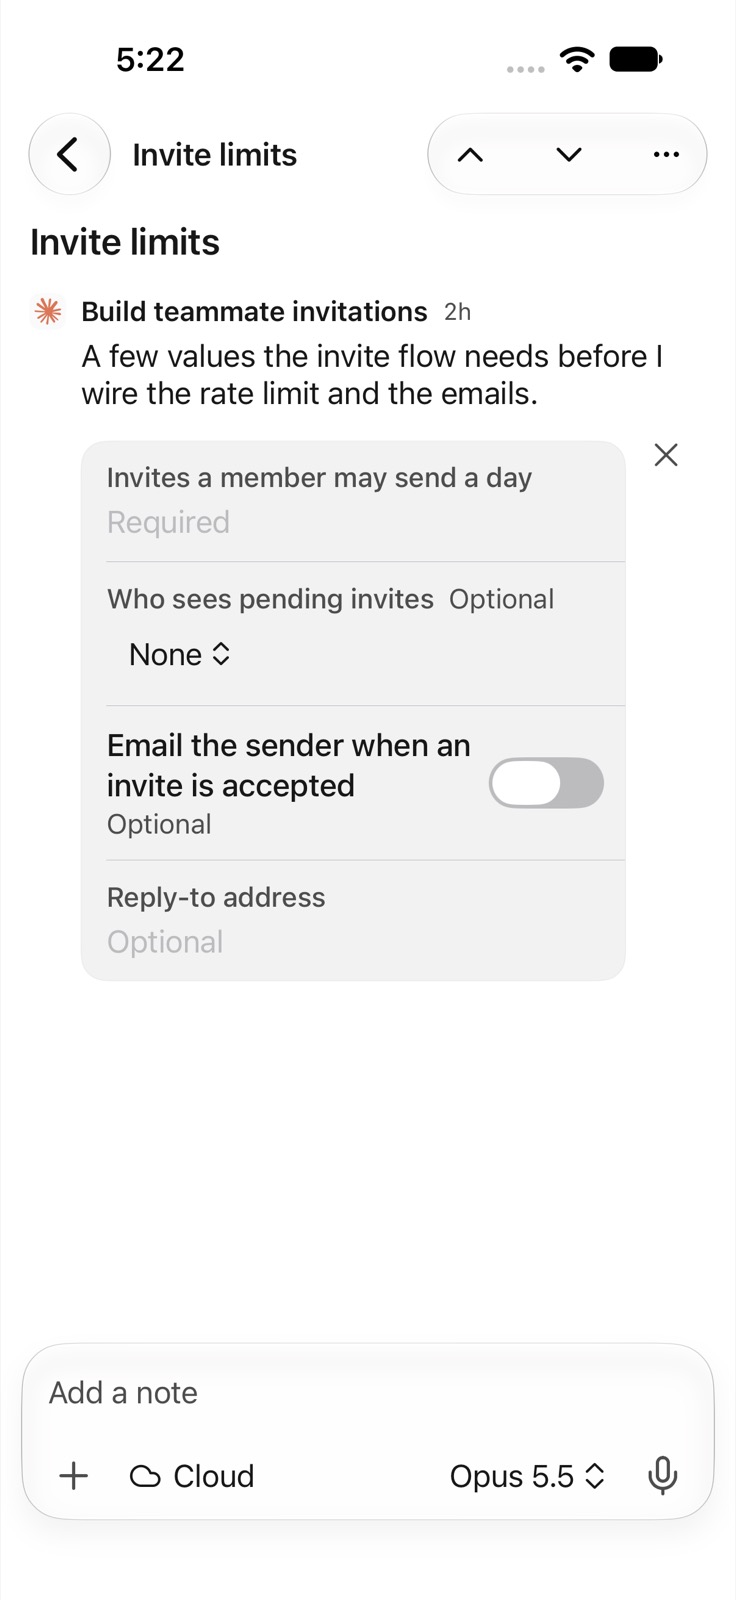 5:22
Invite limits
Invite limits
Build teammate invitations 2h
A few values the invite flow needs before I
wire the rate limit and the emails.
Invites a member may send a day
Required
Who sees pending invites Optional
None
Email the sender when an
invite is accepted
Optional
Reply-to address
Optional
Add a note
Cloud
Opus 5.5